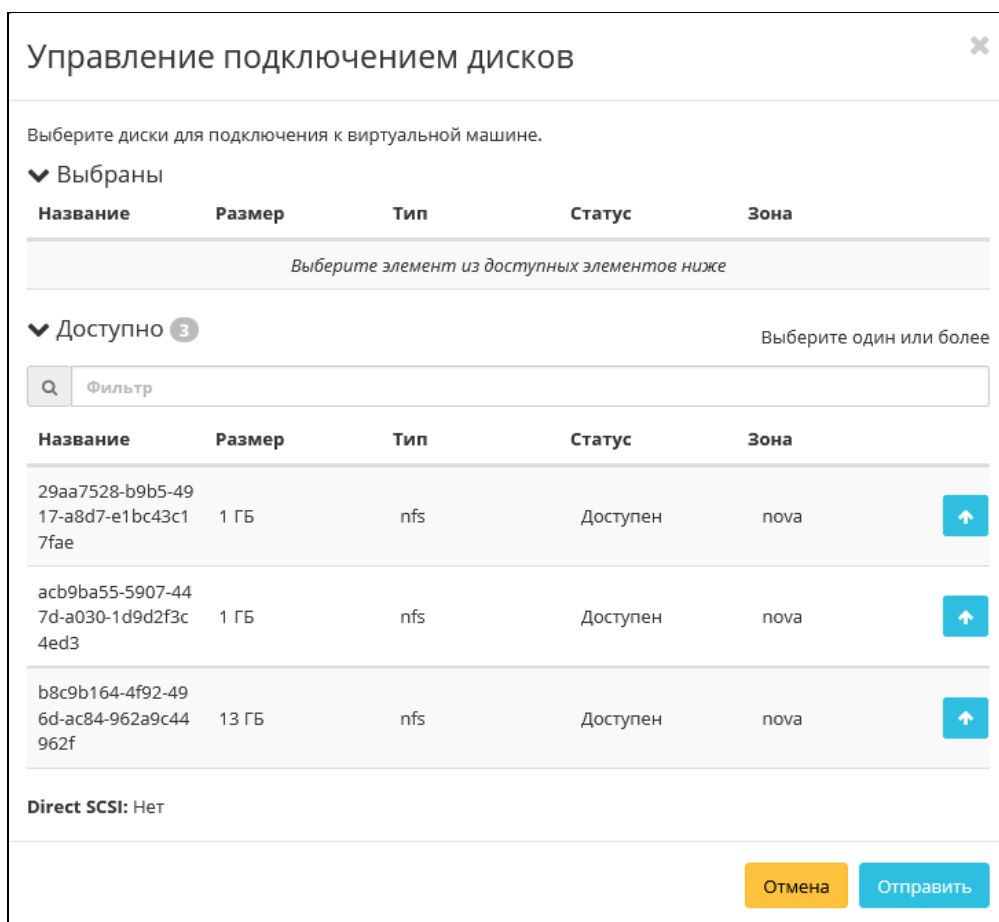 Управление подключением дисков
Выберите диски для подключения к виртуальной машине.
Выбраны
Название Размер Тип Статус Зона
Выберите элемент из доступных элементов ниже
Доступно 3
Выберите один или более
Фильтр
Название Размер Тип Статус Зона
29aa7528-b9b5-49
17-a8d7-e1bc43c1 1 ГБ nfs Доступен nova
7fae
acb9ba55-5907-44
7d-a030-1d9d2f3c 1 ГБ nfs Доступен nova
4ed3
b8c9b164-4f92-49
6d-ac84-962a9c44 13 ГБ nfs Доступен nova
962f
Direct SCSI: Нет
Отмена Отправить